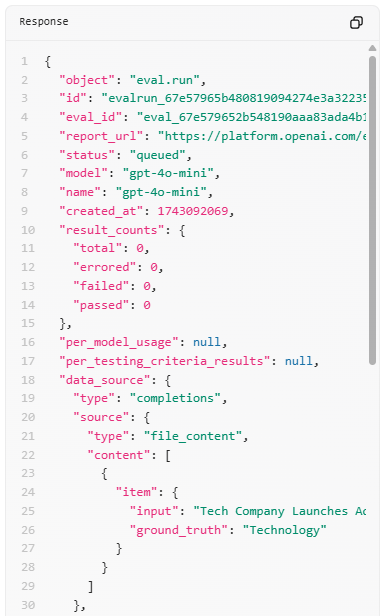 Response
1 {
2 "object": "eval.run",
3 "id": "evalrun_67e57965b480819094274e3a32235
4 "eval_id": "eval_67e579652b548190aaa83ada4b1
5 "report_url": "https://platform.openai.com/e
6 "status": "queued",
7 "model": "gpt-4o-mini",
8 "name": "gpt-4o-mini",
9 "created_at": 1743092069,
10 "result_counts": {
11 "total": 0,
12 "errored": 0,
13 "failed": 0,
14 "passed": 0
15 },
16 "per_model_usage": null,
17 "per_testing_criteria_results": null,
18 "data_source": {
19 "type": "completions",
20 "source": {
21 "type": "file_content",
22 "content": [
23 {
24 "item": {
25 "input": "Tech Company Launches Ad
26 "ground_truth": "Technology"
27 }
28 }
29 ]
30 },